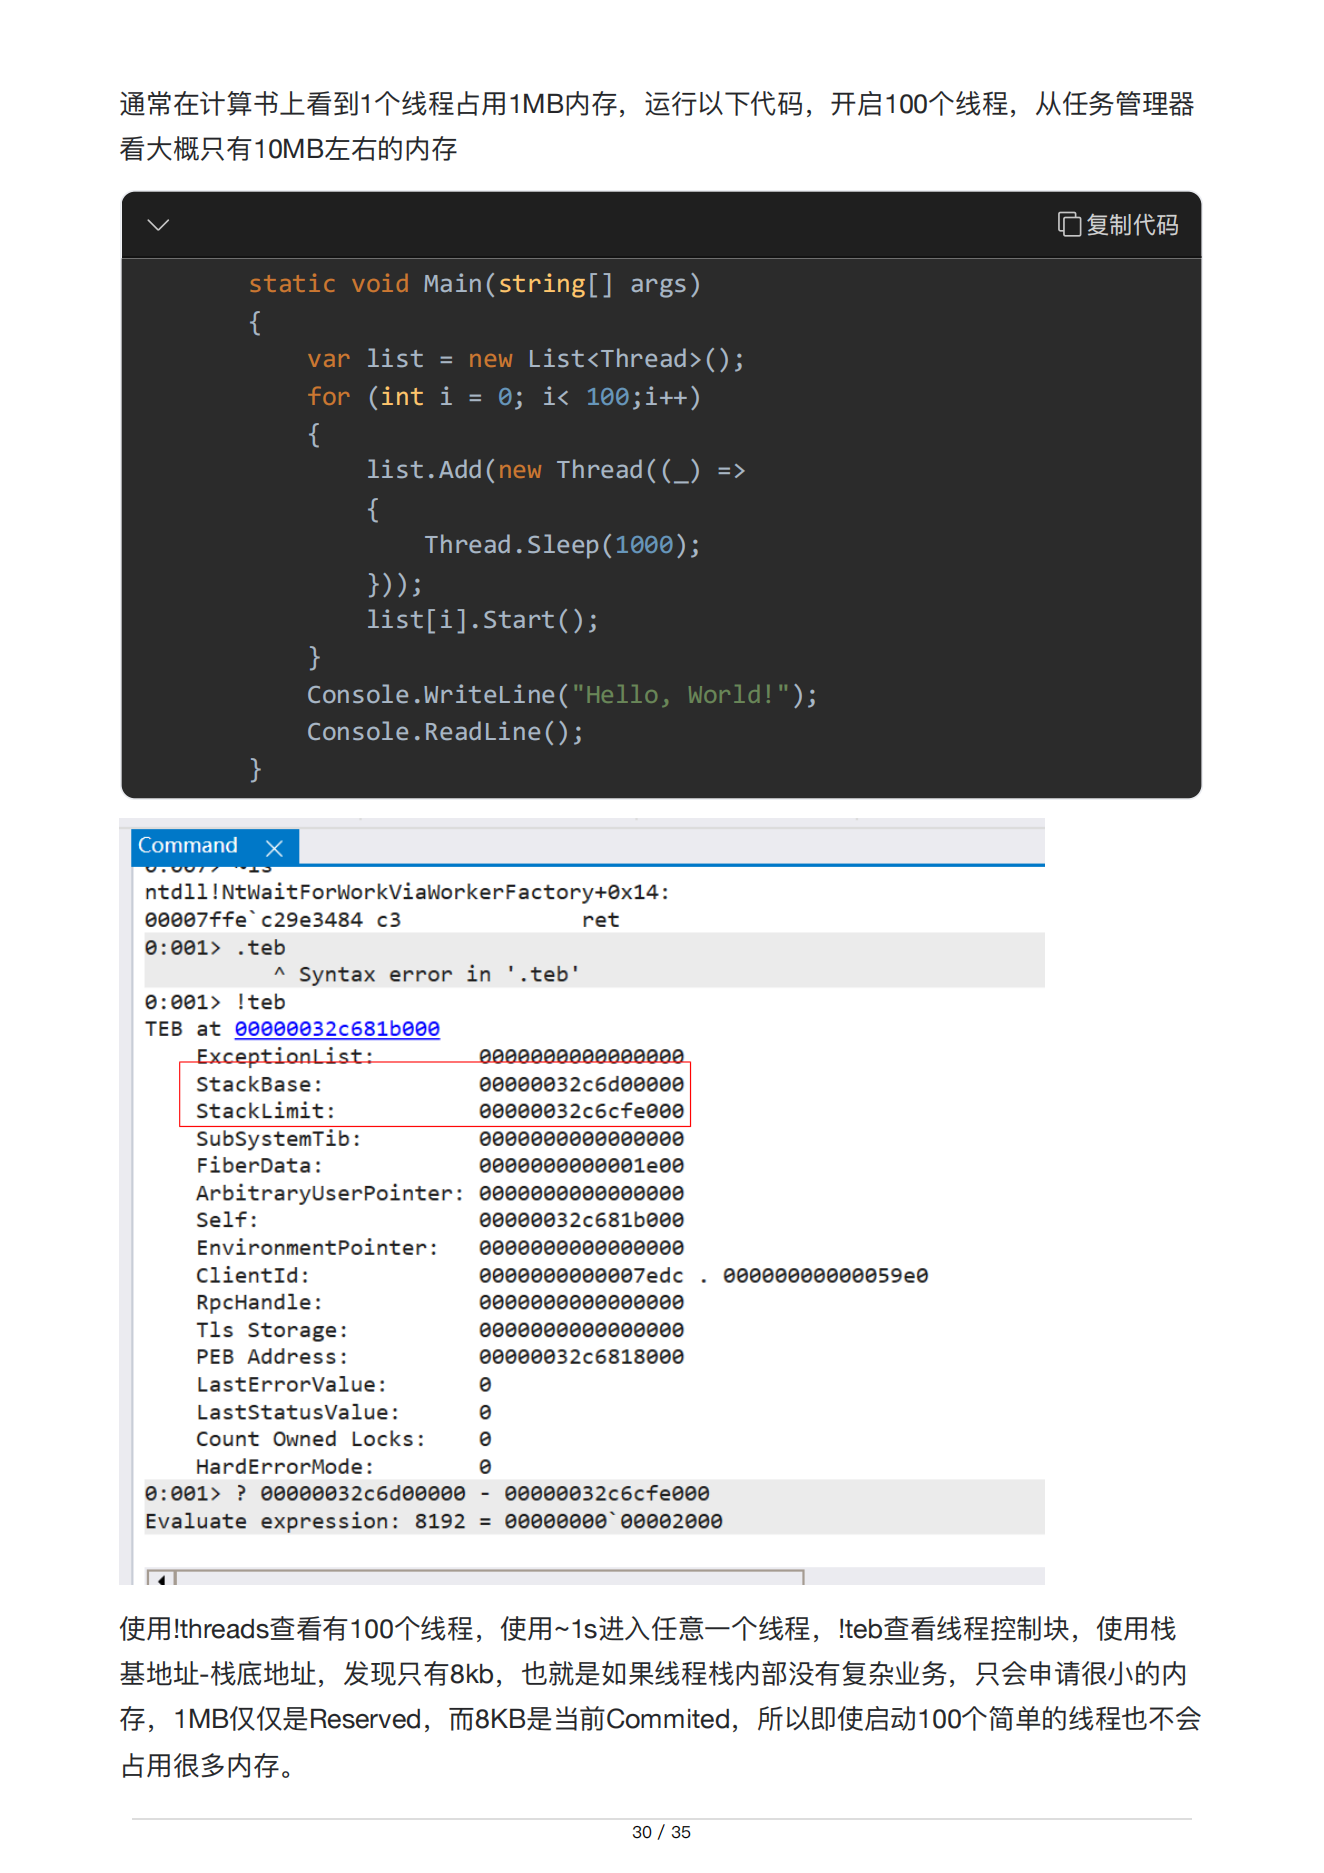 通常在计算书上看到1个线程占用1MB内存，运行以下代码，开启100个线程，从任务管理器
看大概只有10MB左右的内存
复制代码
static void Main(string[] args)
{
var list = new List<Thread>();
for (int i = 0; i< 100;i++)
{
list.Add(new Thread((_) =>
{
Thread.Sleep(1000);
}));
list[i].Start();
}
Console.WriteLine("Hello, World!");
Console.ReadLine();
}
Command
ntdll!NtWaitForWorkViaWorkerFactory+0x14:
00007ffe`c29e3484 c3 ret
0:001> .teb
^ Syntax error in '.teb'
0:001> !teb
TEB at 00000032c681b000
ExceptionList: 0000000000000000
StackBase: 00000032c6d00000
StackLimit: 00000032c6cfe000
SubSystemTib: 0000000000000000
FiberData: 0000000000001e00
ArbitraryUserPointer: 0000000000000000
Self: 00000032c681b000
EnvironmentPointer: 0000000000000000
ClientId: 0000000000007edc . 00000000000059e0
RpcHandle: 0000000000000000
Tls Storage: 0000000000000000
PEB Address: 00000032c6818000
LastErrorValue: 0
LastStatusValue: 0
Count Owned Locks: 0
HardErrorMode: 0
0:001> ? 00000032c6d00000 - 00000032c6cfe000
Evaluate expression: 8192 = 00000000`00002000
使用!threads查看有100个线程，使用~1s进入任意一个线程，!teb查看线程控制块，使用栈
基地址-栈底地址，发现只有8kb，也就是如果线程栈内部没有复杂业务，只会申请很小的内
存，1MB仅仅是Reserved，而8KB是当前Commited，所以即使启动100个简单的线程也不会
占用很多内存。
30 / 35